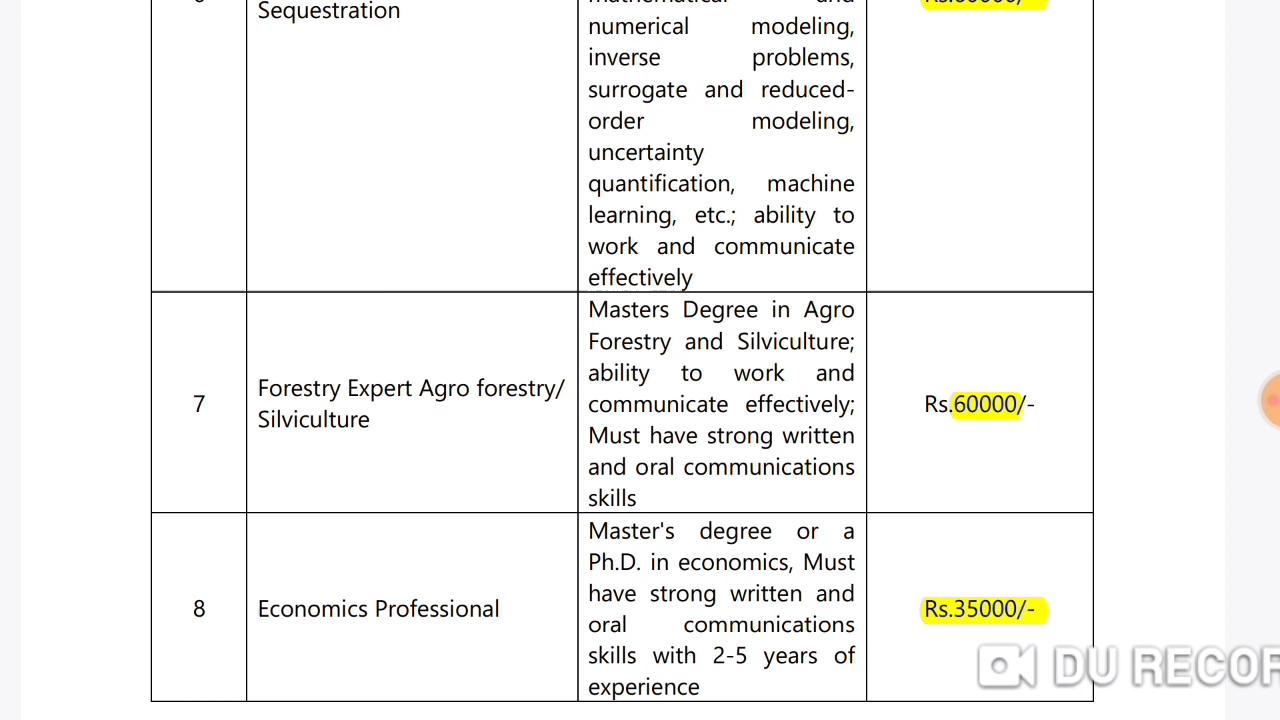 Sequestration
numerical modeling,
inverse problems,
surrogate and reduced-
order modeling,
uncertainty
quantification, machine
learning, etc.; ability to
work and communicate
effectively
7
Forestry Expert Agro forestry/
Silviculture
Masters Degree in Agro
Forestry and Silviculture;
ability to work and
communicate effectively;
Must have strong written
and oral communications
skills
Rs.60000/-
8
Economics Professional
Master's degree or a
Ph.D. in economics, Must
have strong written and
oral communications
skills with 2-5 years of
experience
Rs.35000/-
DU RECOR